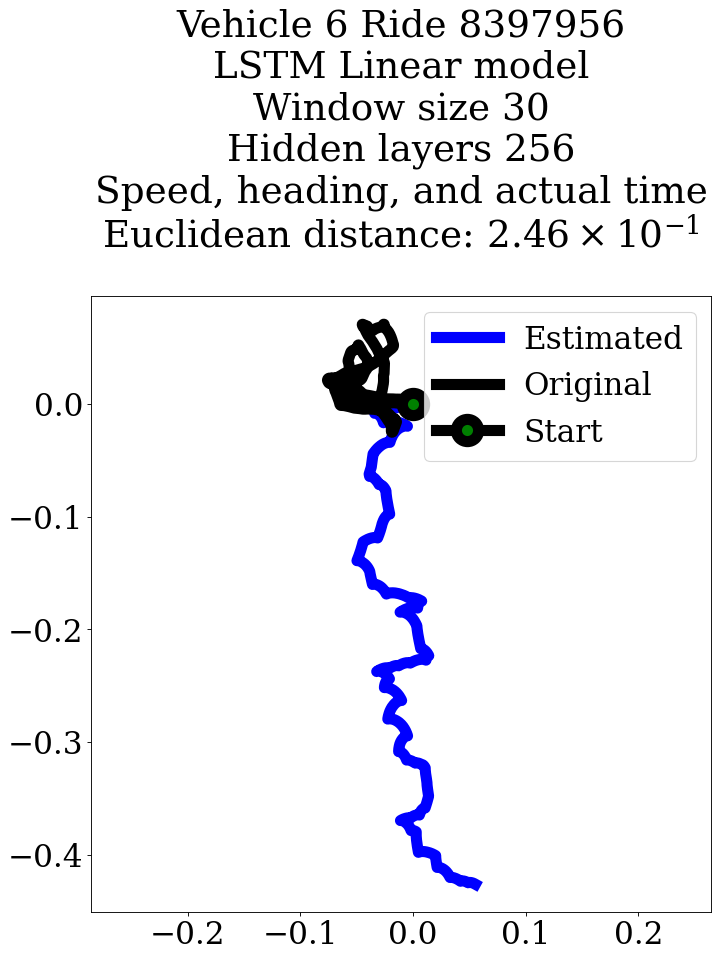 Vehicle 6 Ride 8397956
LSTM Linear model
Window size 30
Hidden layers 256
Speed, heading, and actual time
Euclidean distance: 2.46 × 10⁻¹
Estimated
Original
Start
0.0
−0.1
−0.2
−0.3
−0.4
−0.2 −0.1 0.0 0.1 0.2